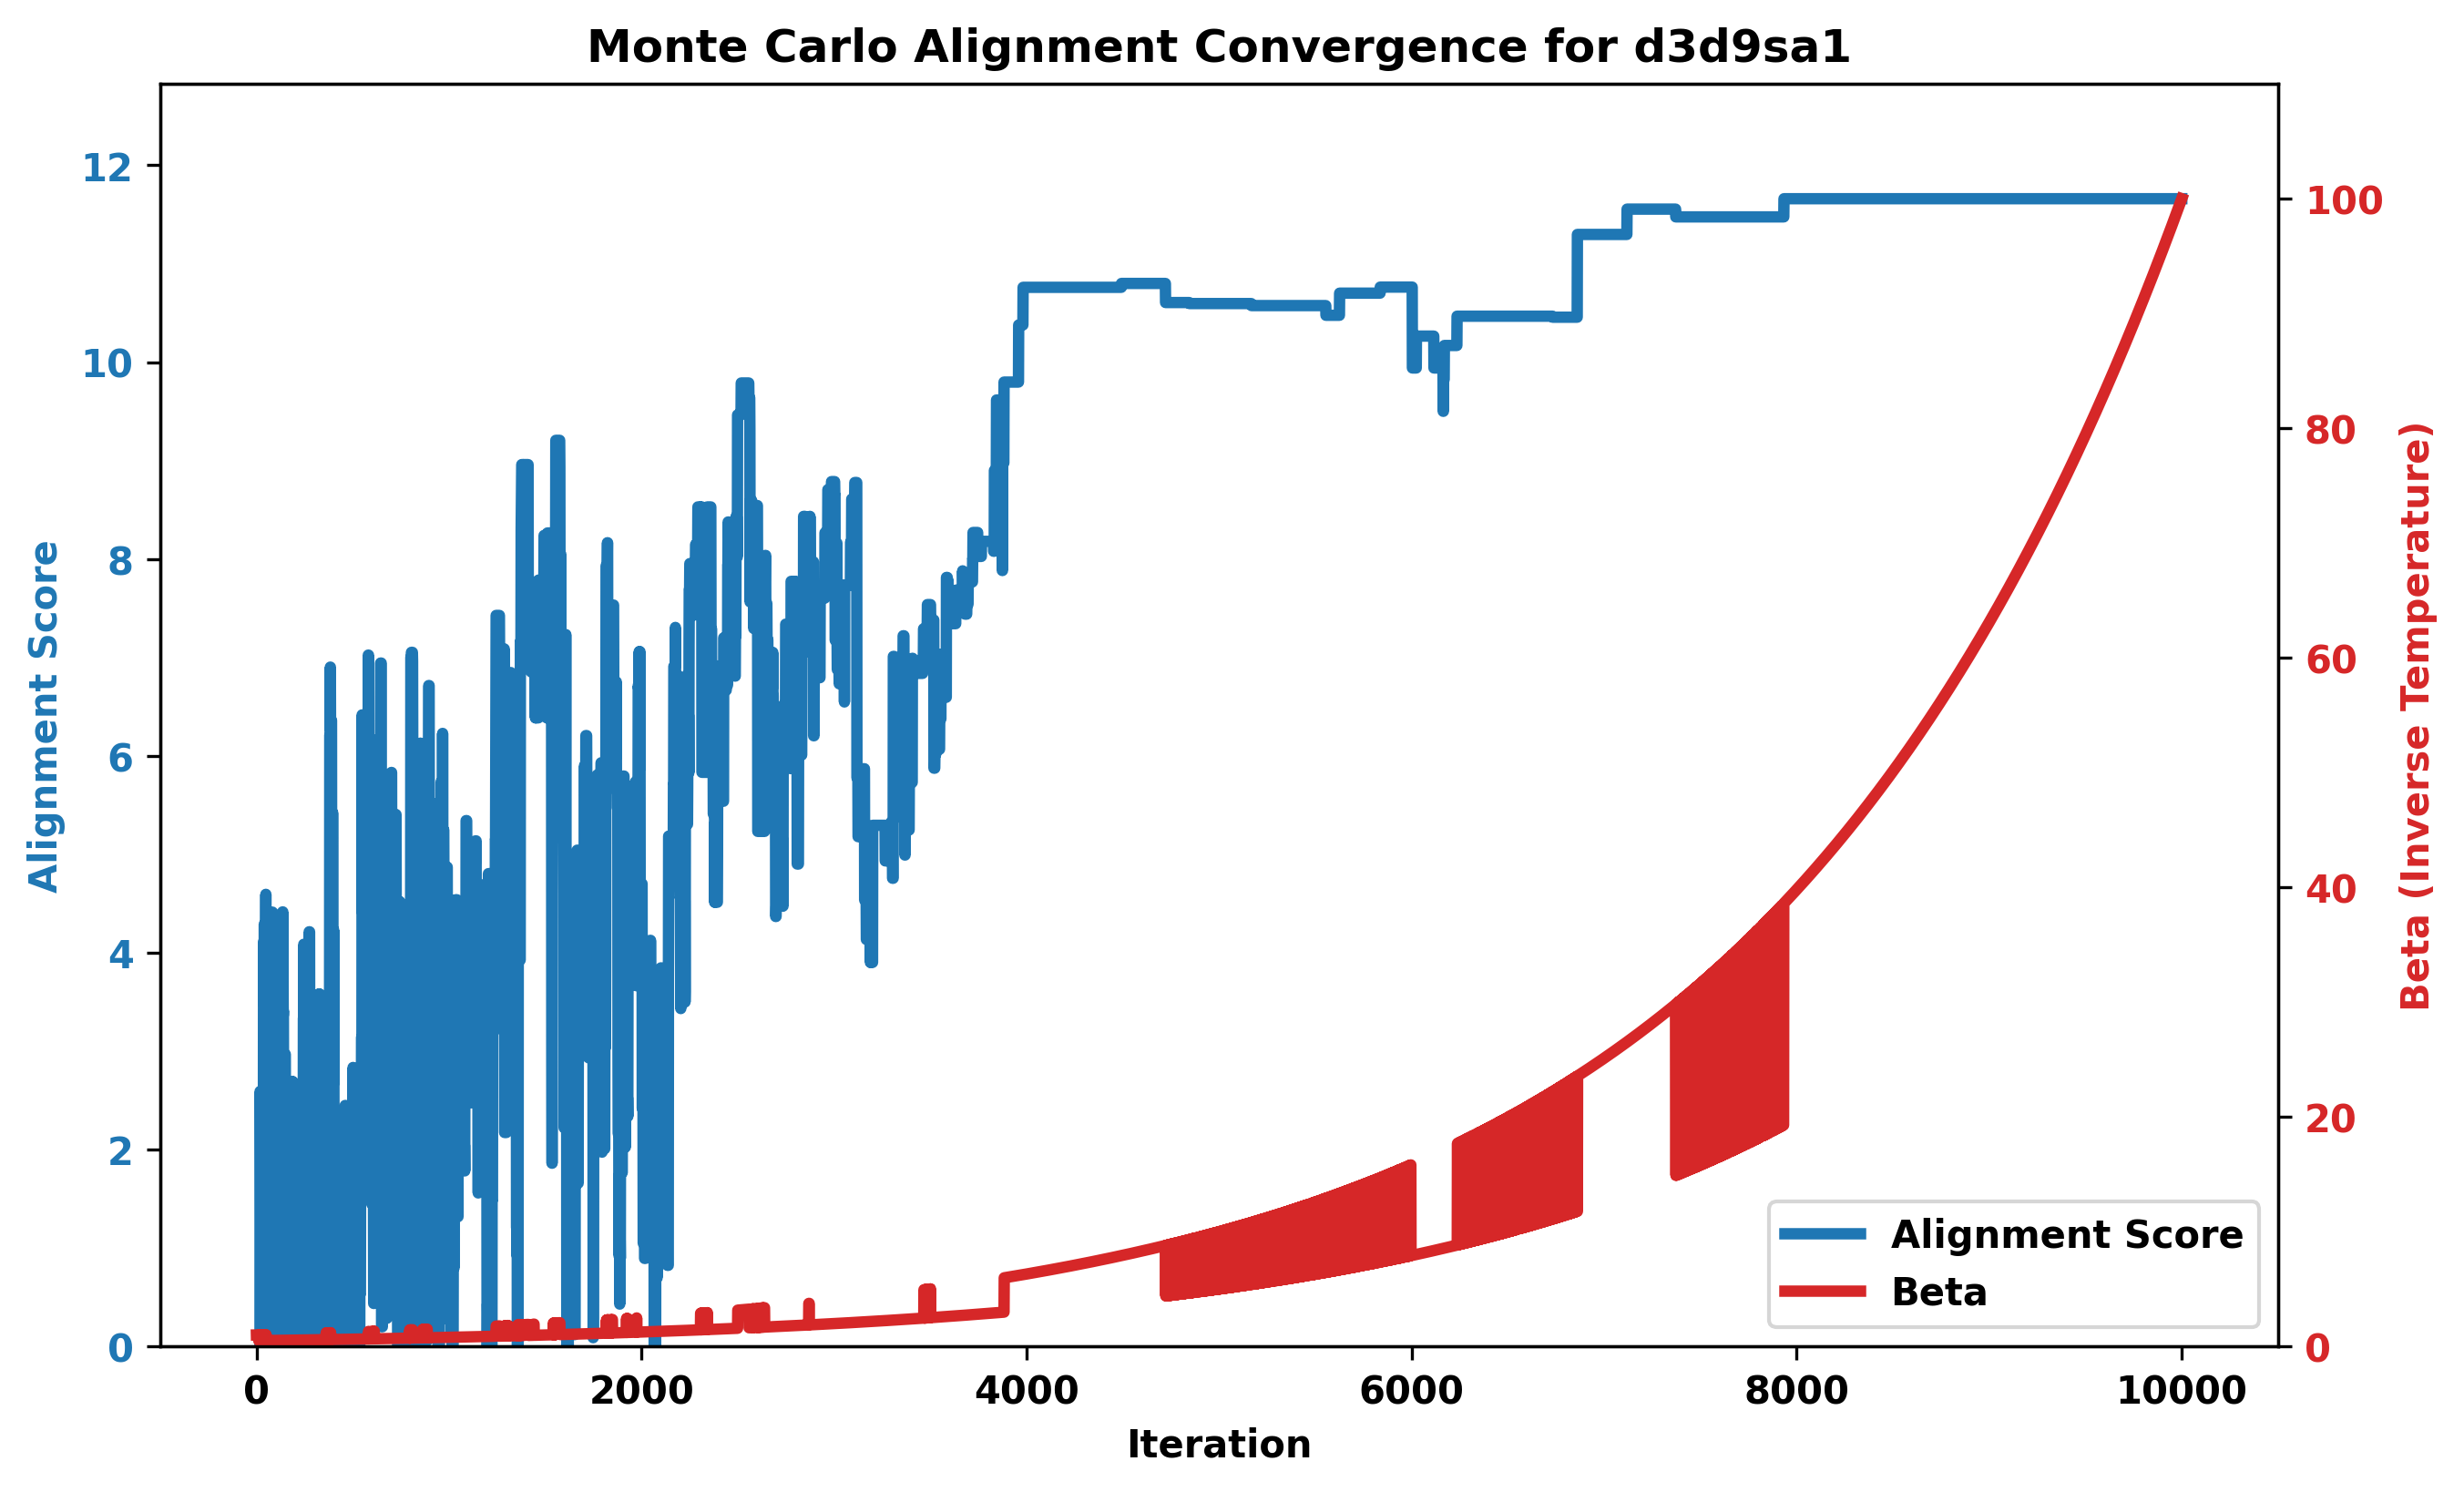 Monte Carlo Alignment Convergence for d3d9sa1
12
10
8
6
4
2
0
Alignment Score
100
80
60
40
20
0
Beta (Inverse Temperature)
Alignment Score
Beta
0 2000 4000 6000 8000 10000
Iteration